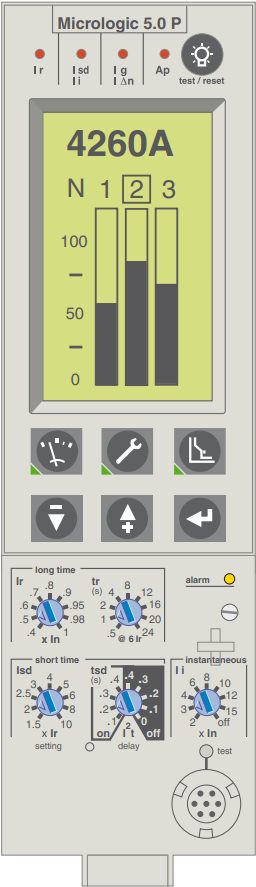 Micrologic 5.0 P
I r
I sd
I i
I g
I Δn
Ap
test / reset
4260A
N 1 2 3
100
50
0
long time
alarm
Ir
.4 .5 .6 .7 .8 .9 .95 .98 1
x In
tr
(s)
.5 1 2 4 8 12 16 20 24
@ 6 Ir
short time
instantaneous
Isd
1.5 2 2.5 3 4 5 6 8 10
x Ir
setting
tsd
(s)
.1 .2 .3 .4 .4 .3 .2 .1 0
on I²t off
delay
I i
2 3 4 6 8 10 12 15 off
x In
test